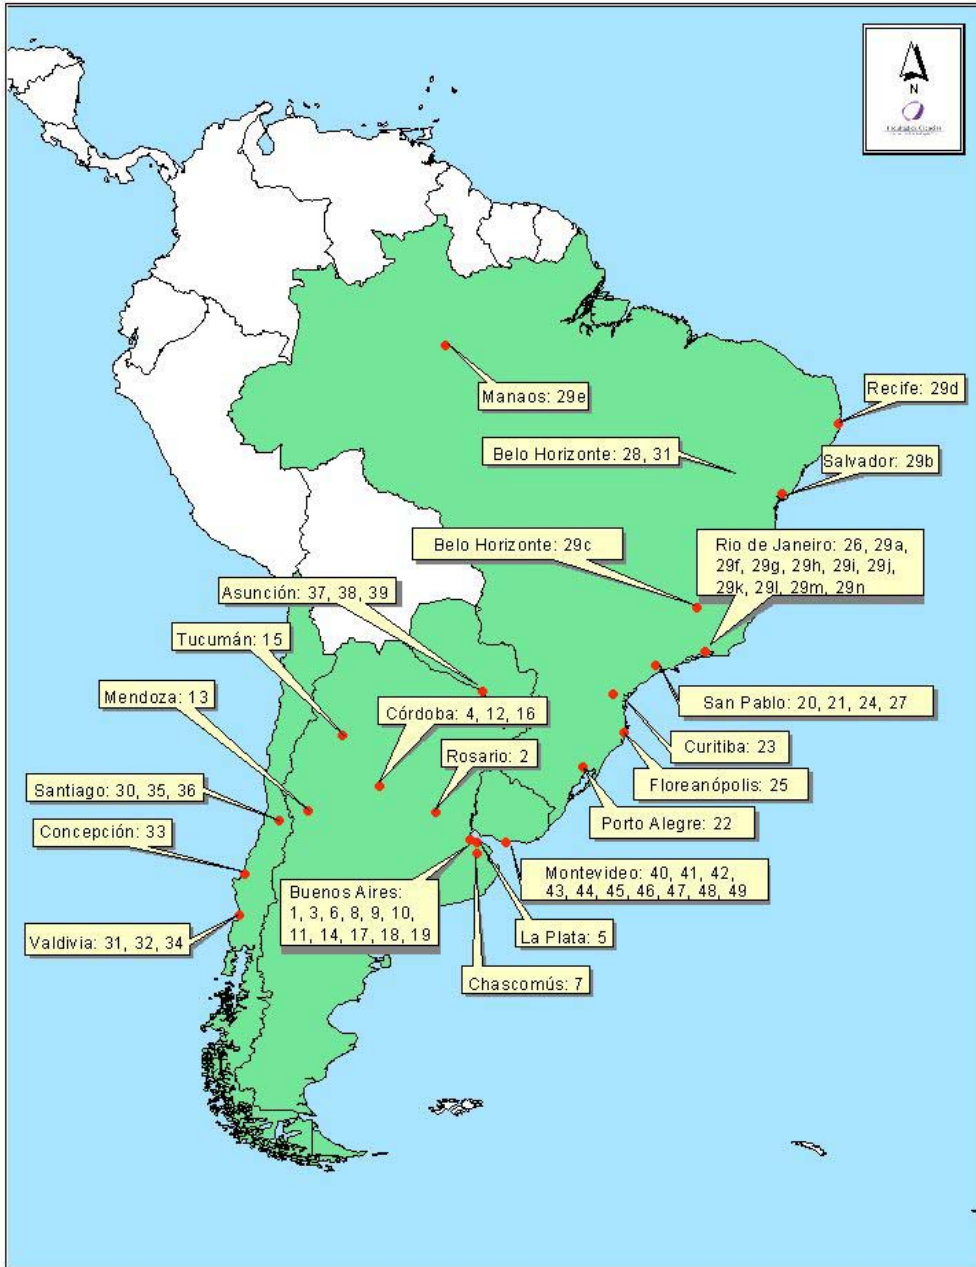 N
Manaos: 29e
Recife: 29d
Belo Horizonte: 28, 31
Salvador: 29b
Belo Horizonte: 29c
Rio de Janeiro: 26, 29a,
29f, 29g, 29h, 29i, 29j,
29k, 29l, 29m, 29n
Asunción: 37, 38, 39
Tucumán: 15
Mendoza: 13
Córdoba: 4, 12, 16
San Pablo: 20, 21, 24, 27
Rosario: 2
Curitiba: 23
Santiago: 30, 35, 36
Floreanópolis: 25
Concepción: 33
Porto Alegre: 22
Buenos Aires:
1, 3, 6, 8, 9, 10,
11, 14, 17, 18, 19
Montevideo: 40, 41, 42,
43, 44, 45, 46, 47, 48, 49
Valdivia: 31, 32, 34
La Plata: 5
Chascomús: 7